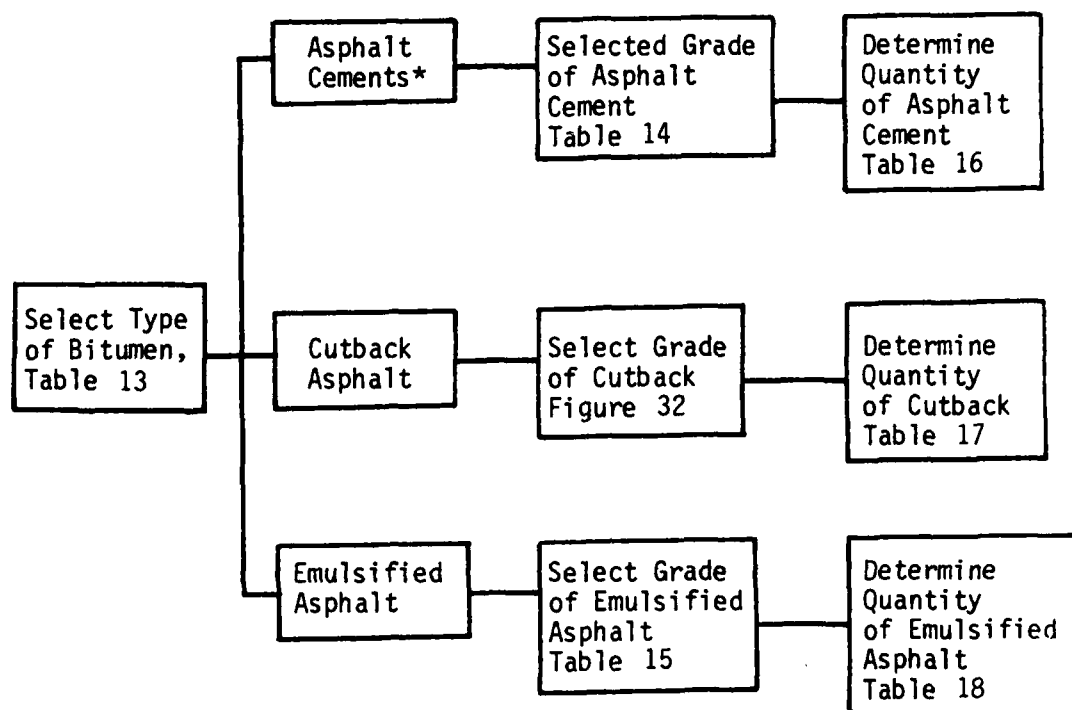 Select Type
of Bitumen,
Table 13
Asphalt
Cements*
Selected Grade
of Asphalt
Cement
Table 14
Determine
Quantity
of Asphalt
Cement
Table 16
Cutback
Asphalt
Select Grade
of Cutback
Figure 32
Determine
Quantity
of Cutback
Table 17
Emulsified
Asphalt
Select Grade
of Emulsified
Asphalt
Table 15
Determine
Quantity
of Emulsified
Asphalt
Table 18